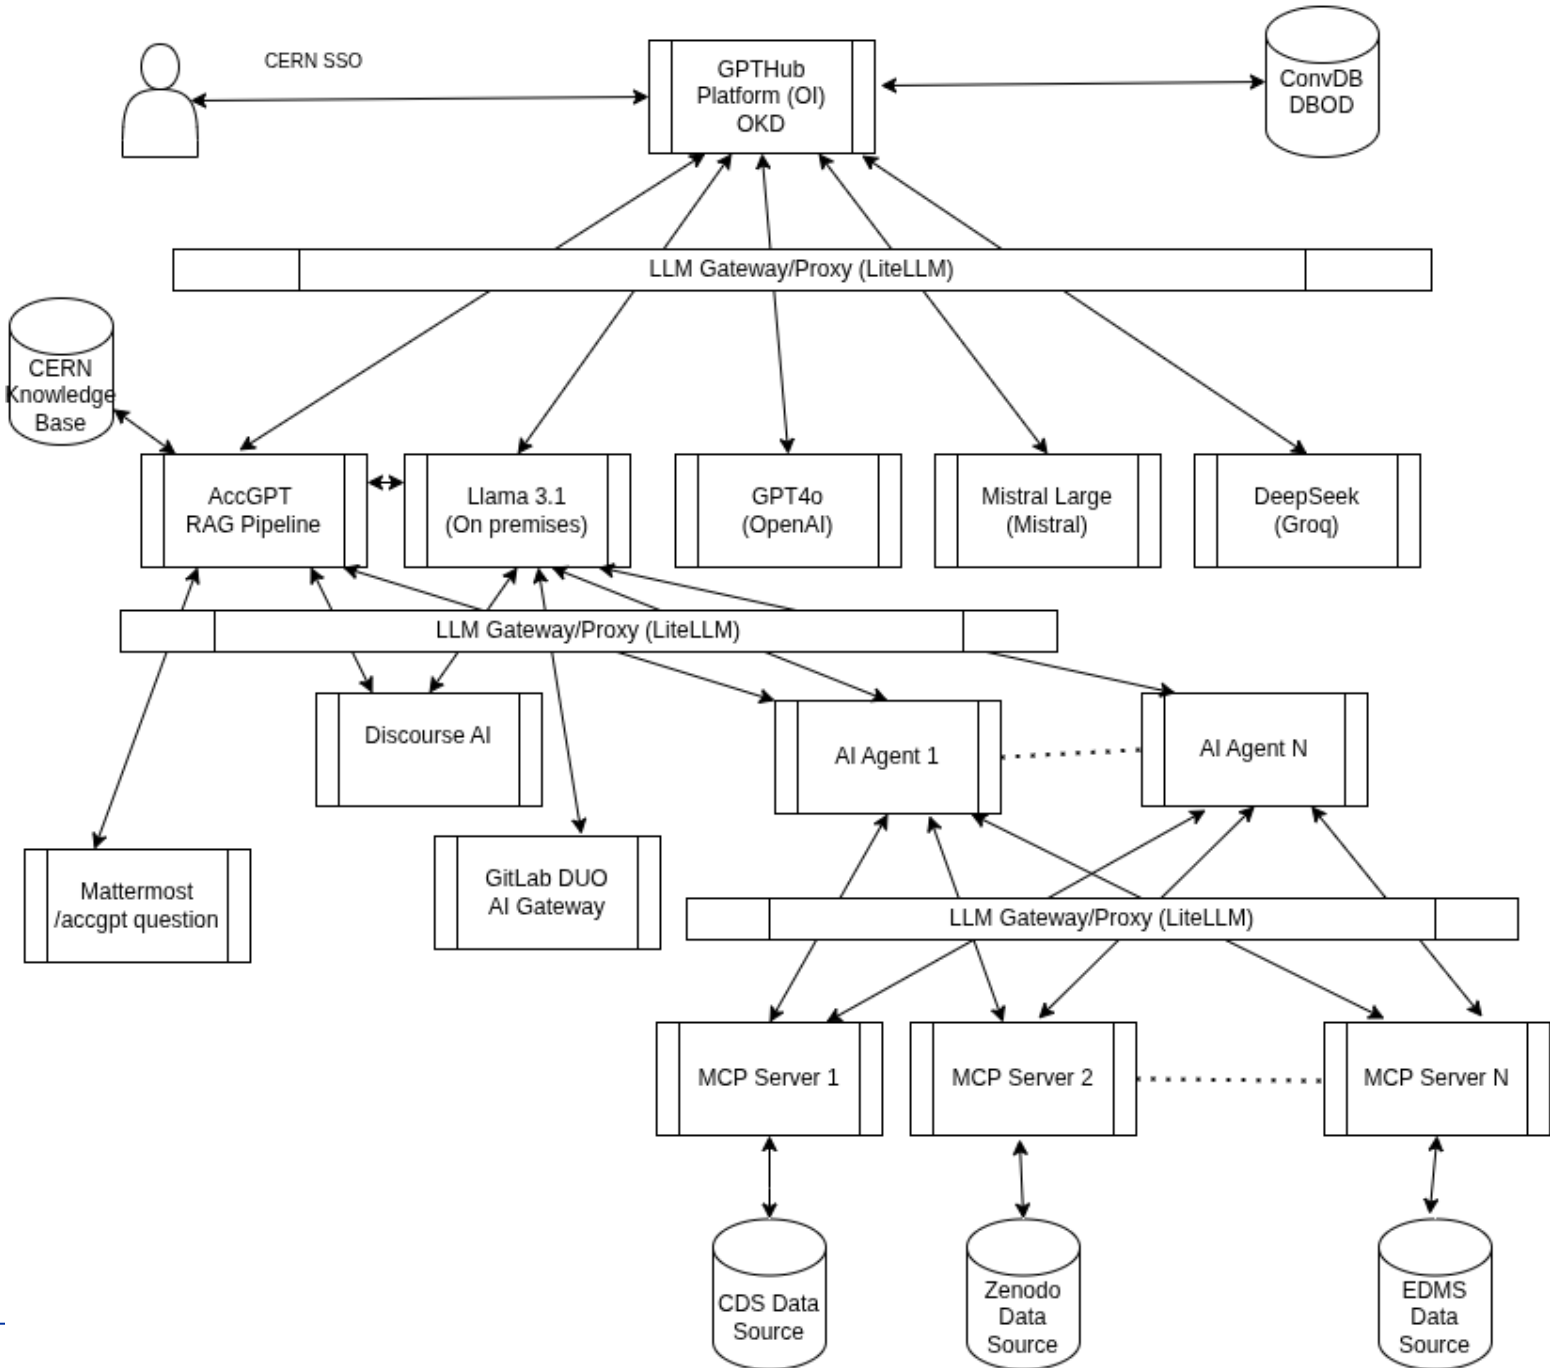 CERN SSO
GPTHub
Platform (OI)
OKD
ConvDB
DBOD
LLM Gateway/Proxy (LiteLLM)
CERN
Knowledge
Base
AccGPT
RAG Pipeline
Llama 3.1
(On premises)
GPT4o
(OpenAI)
Mistral Large
(Mistral)
DeepSeek
(Groq)
LLM Gateway/Proxy (LiteLLM)
Discourse AI
AI Agent 1
AI Agent N
Mattermost
/accgpt question
GitLab DUO
AI Gateway
LLM Gateway/Proxy (LiteLLM)
MCP Server 1
MCP Server 2
MCP Server N
CDS Data
Source
Zenodo
Data
Source
EDMS
Data
Source